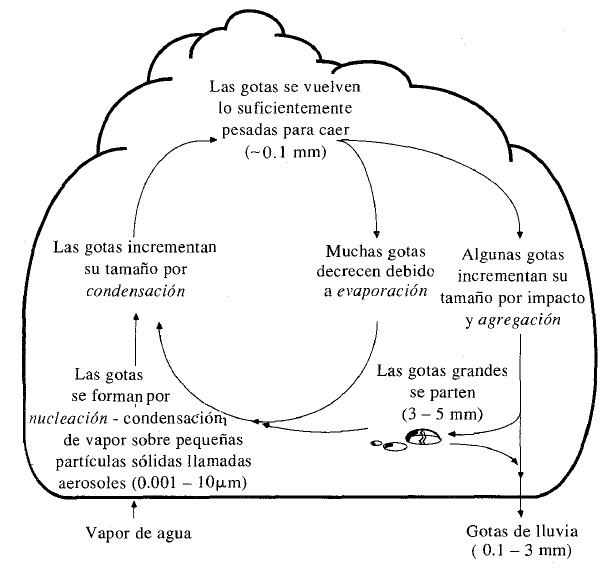 Las gotas se vuelven
lo suficientemente
pesadas para caer
(~0.1 mm)
Las gotas incrementan
su tamaño por
condensación
Muchas gotas
decrecen debido
a evaporación
Algunas gotas
incrementan su
tamaño por impacto
y agregación
Las gotas
se forman por
nucleación - condensación
de vapor sobre pequeñas
partículas sólidas llamadas
aerosoles (0.001 – 10μm)
Las gotas grandes
se parten
(3 – 5 mm)
Vapor de agua
Gotas de lluvia
( 0.1 – 3 mm)